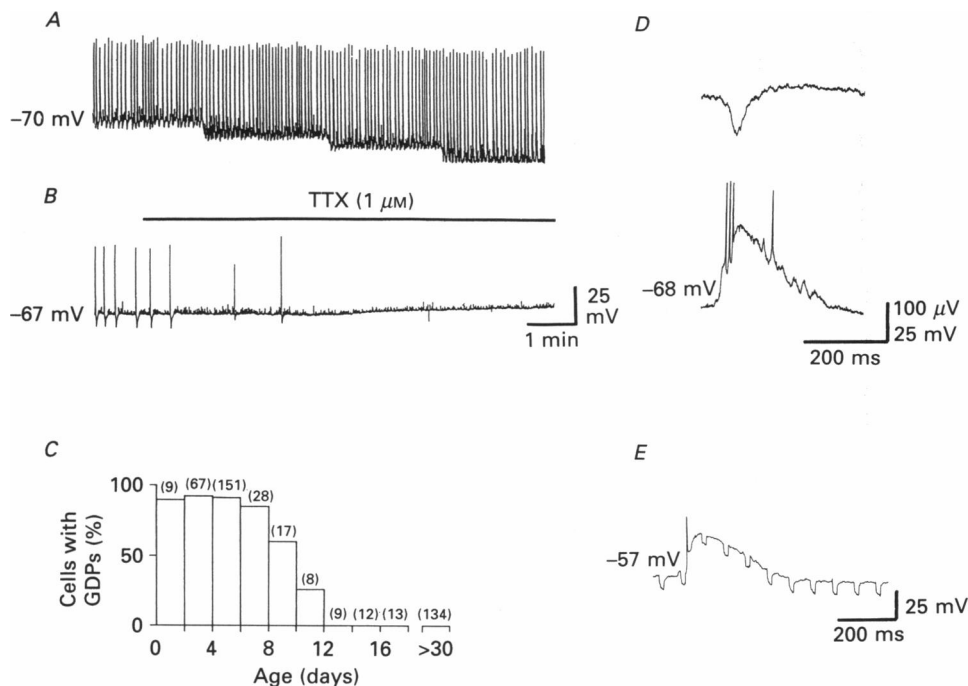 A
–70 mV
B
TTX (1 μM)
–67 mV
25
mV
1 min
D
–68 mV
100 μV
25 mV
200 ms
C
Cells with
GDPs (%)
100
50
0
(9) (67) (151) (28) (17) (8) (9) (12) (13) (134)
0 4 8 12 16 >30
Age (days)
E
–57 mV
25 mV
200 ms